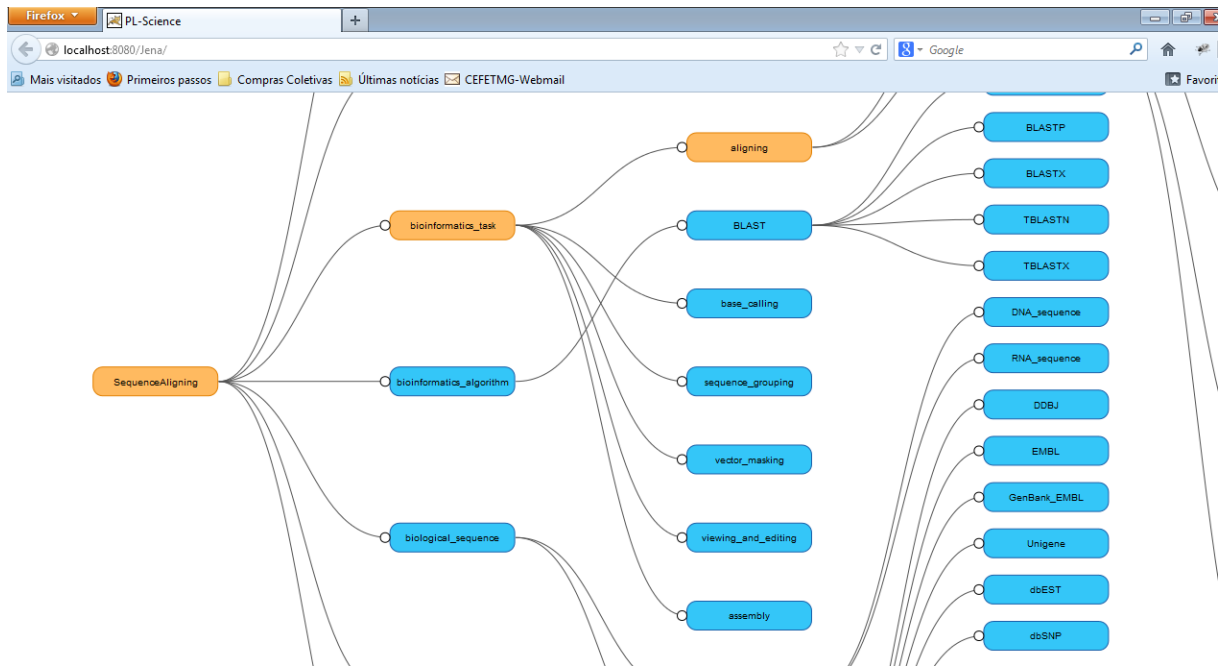 Firefox
PL-Science
localhost:8080/Jena/
Google
Mais visitados
Primeiros passos
Compras Coletivas
Últimas notícias
CEFETMG-Webmail
SequenceAligning
bioinformatics_task
bioinformatics_algorithm
biological_sequence
aligning
BLAST
base_calling
sequence_grouping
vector_masking
viewing_and_editing
assembly
BLASTP
BLASTX
TBLASTN
TBLASTX
DNA_sequence
RNA_sequence
DDBJ
EMBL
GenBank_EMBL
Unigene
dbEST
dbSNP